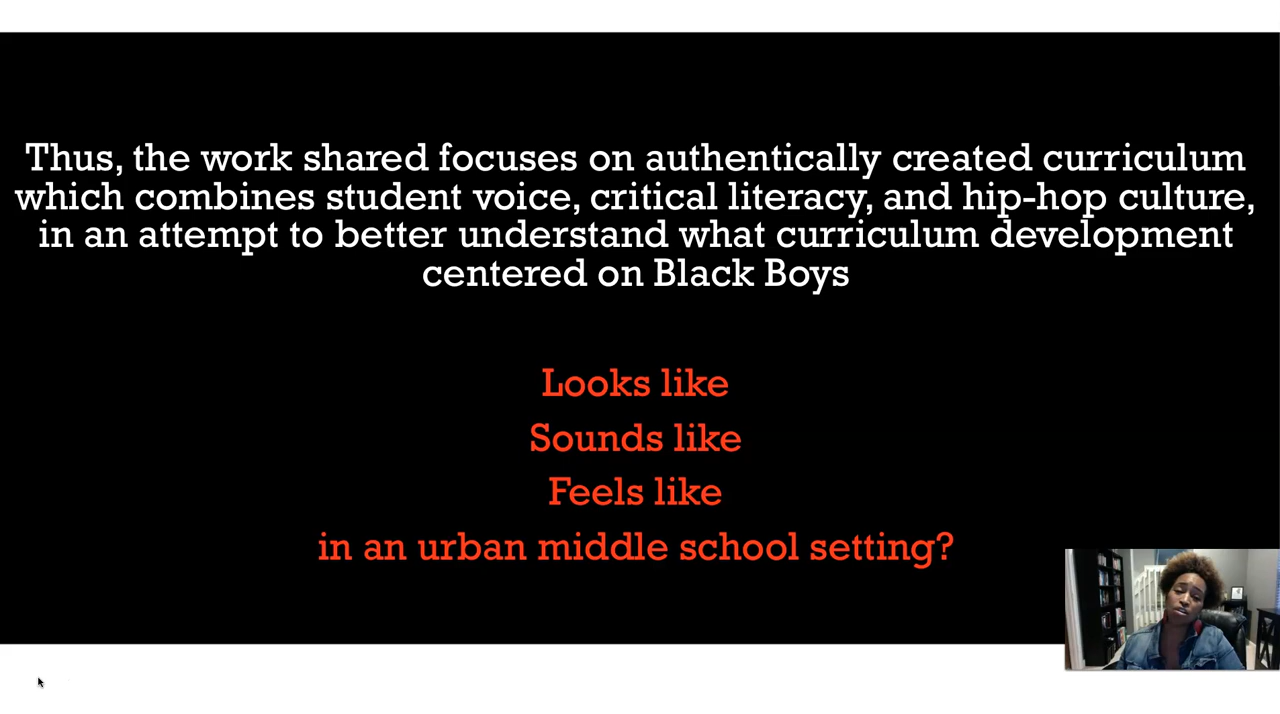 Thus, the work shared focuses on authentically created curriculum
which combines student voice, critical literacy, and hip-hop culture,
in an attempt to better understand what curriculum development
centered on Black Boys
Looks like
Sounds like
Feels like
in an urban middle school setting?